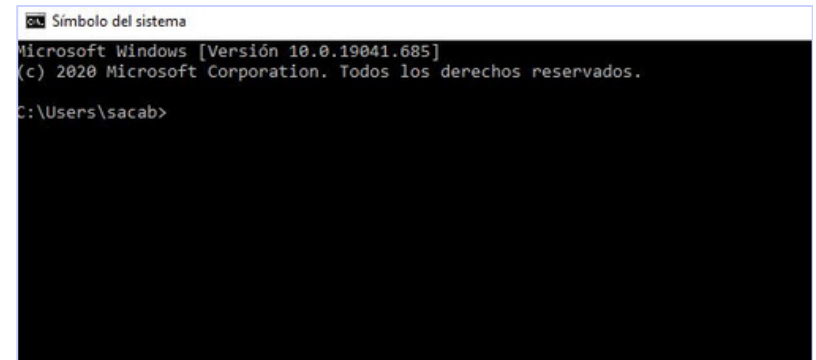 Símbolo del sistema
Microsoft Windows [Versión 10.0.19041.685]
(c) 2020 Microsoft Corporation. Todos los derechos reservados.
C:\Users\sacab>